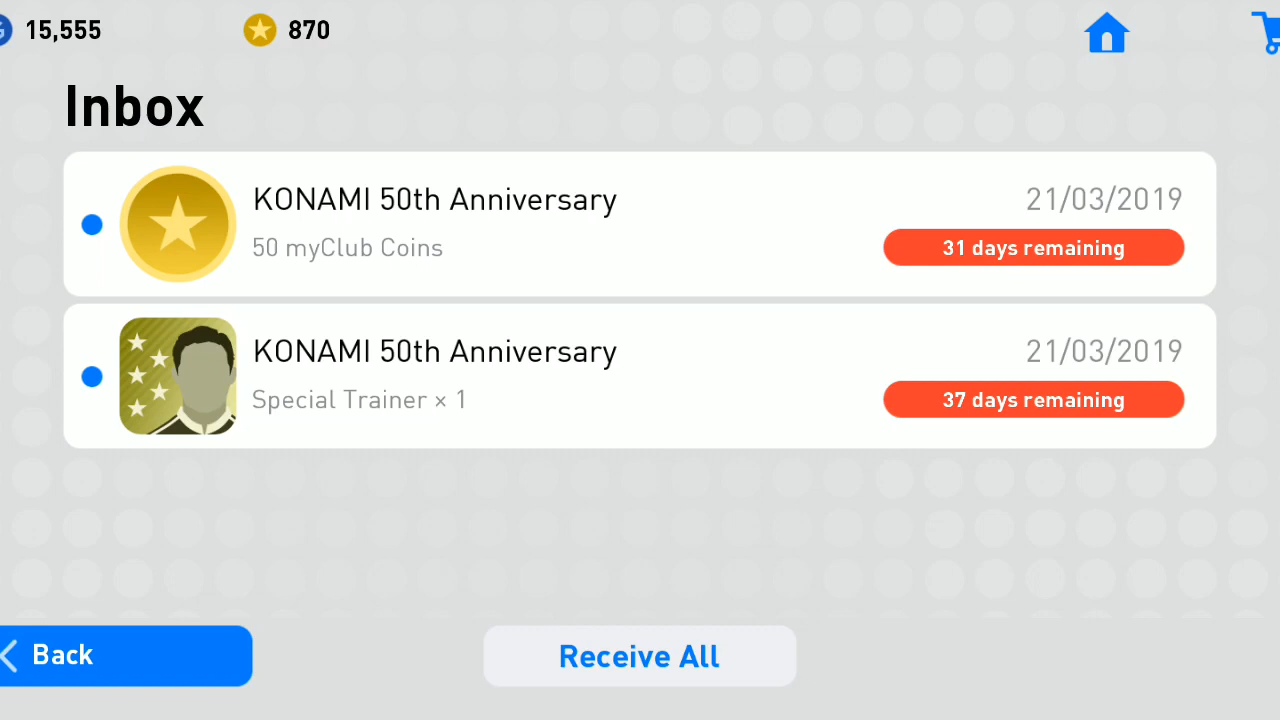 15,555 870
Inbox
KONAMI 50th Anniversary 21/03/2019
50 myClub Coins 31 days remaining
KONAMI 50th Anniversary 21/03/2019
Special Trainer × 1 37 days remaining
Back Receive All